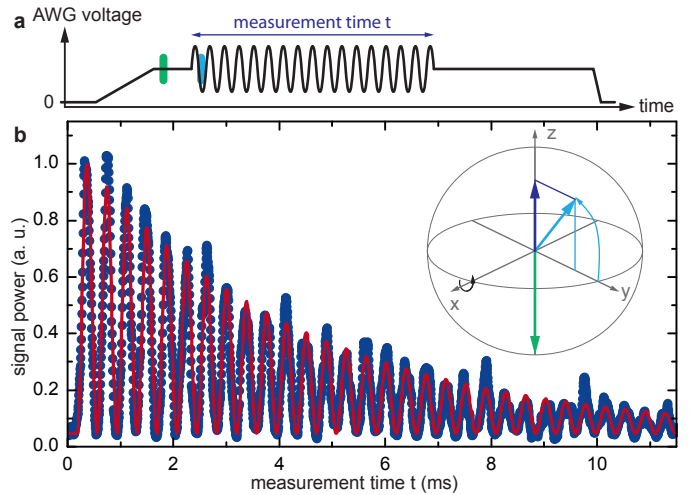 a AWG voltage
measurement time t
0
time
b
z
x
y
signal power (a. u.)
1.0
0.8
0.6
0.4
0.2
0.0
0 2 4 6 8 10
measurement time t (ms)